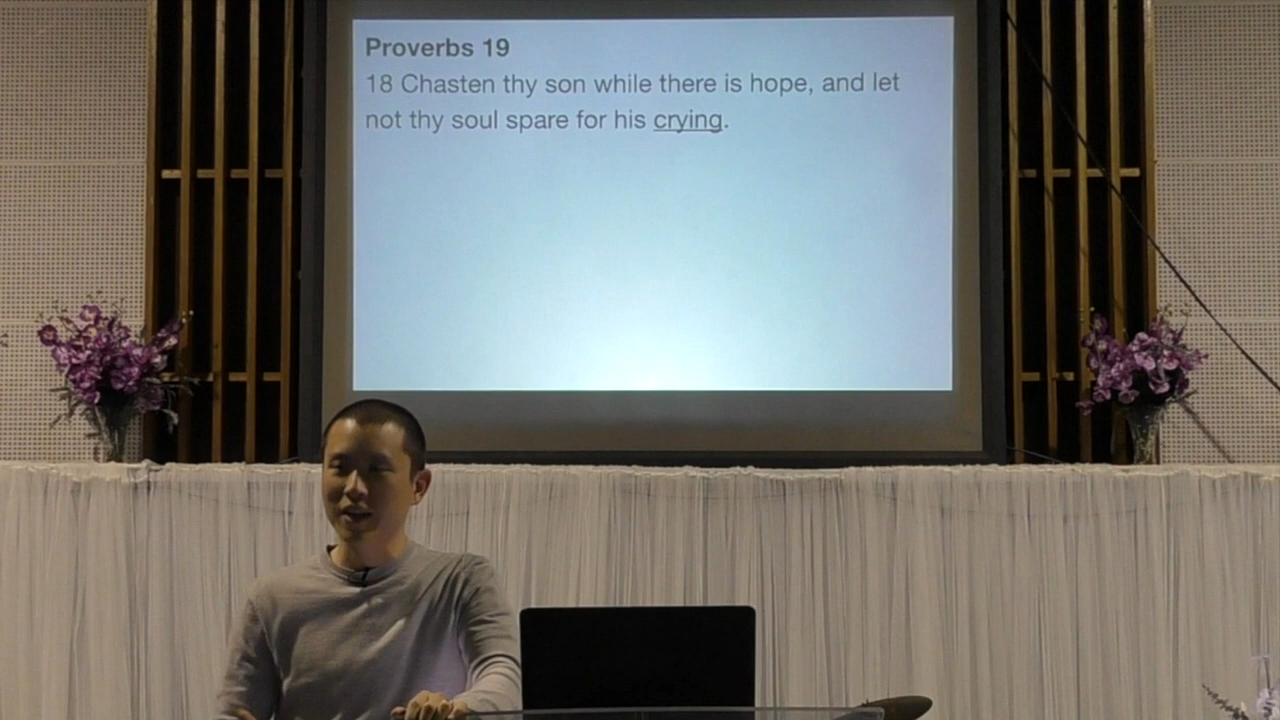 Proverbs 19
18 Chasten thy son while there is hope, and let
not thy soul spare for his crying.